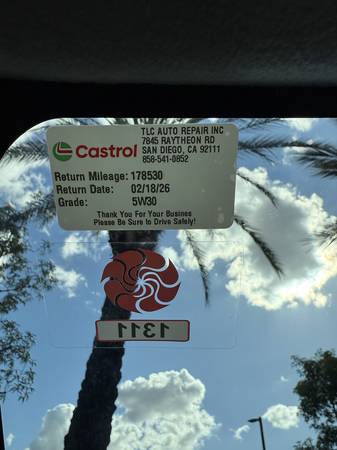 TLC AUTO REPAIR INC
7845 RAYTHEON RD
SAN DIEGO, CA 92111
858-541-0852
Castrol
Return Mileage: 178530
Return Date: 02/18/26
Grade: 5W30
Thank You For Your Busines
Please Be Sure to Drive Safely!
1311